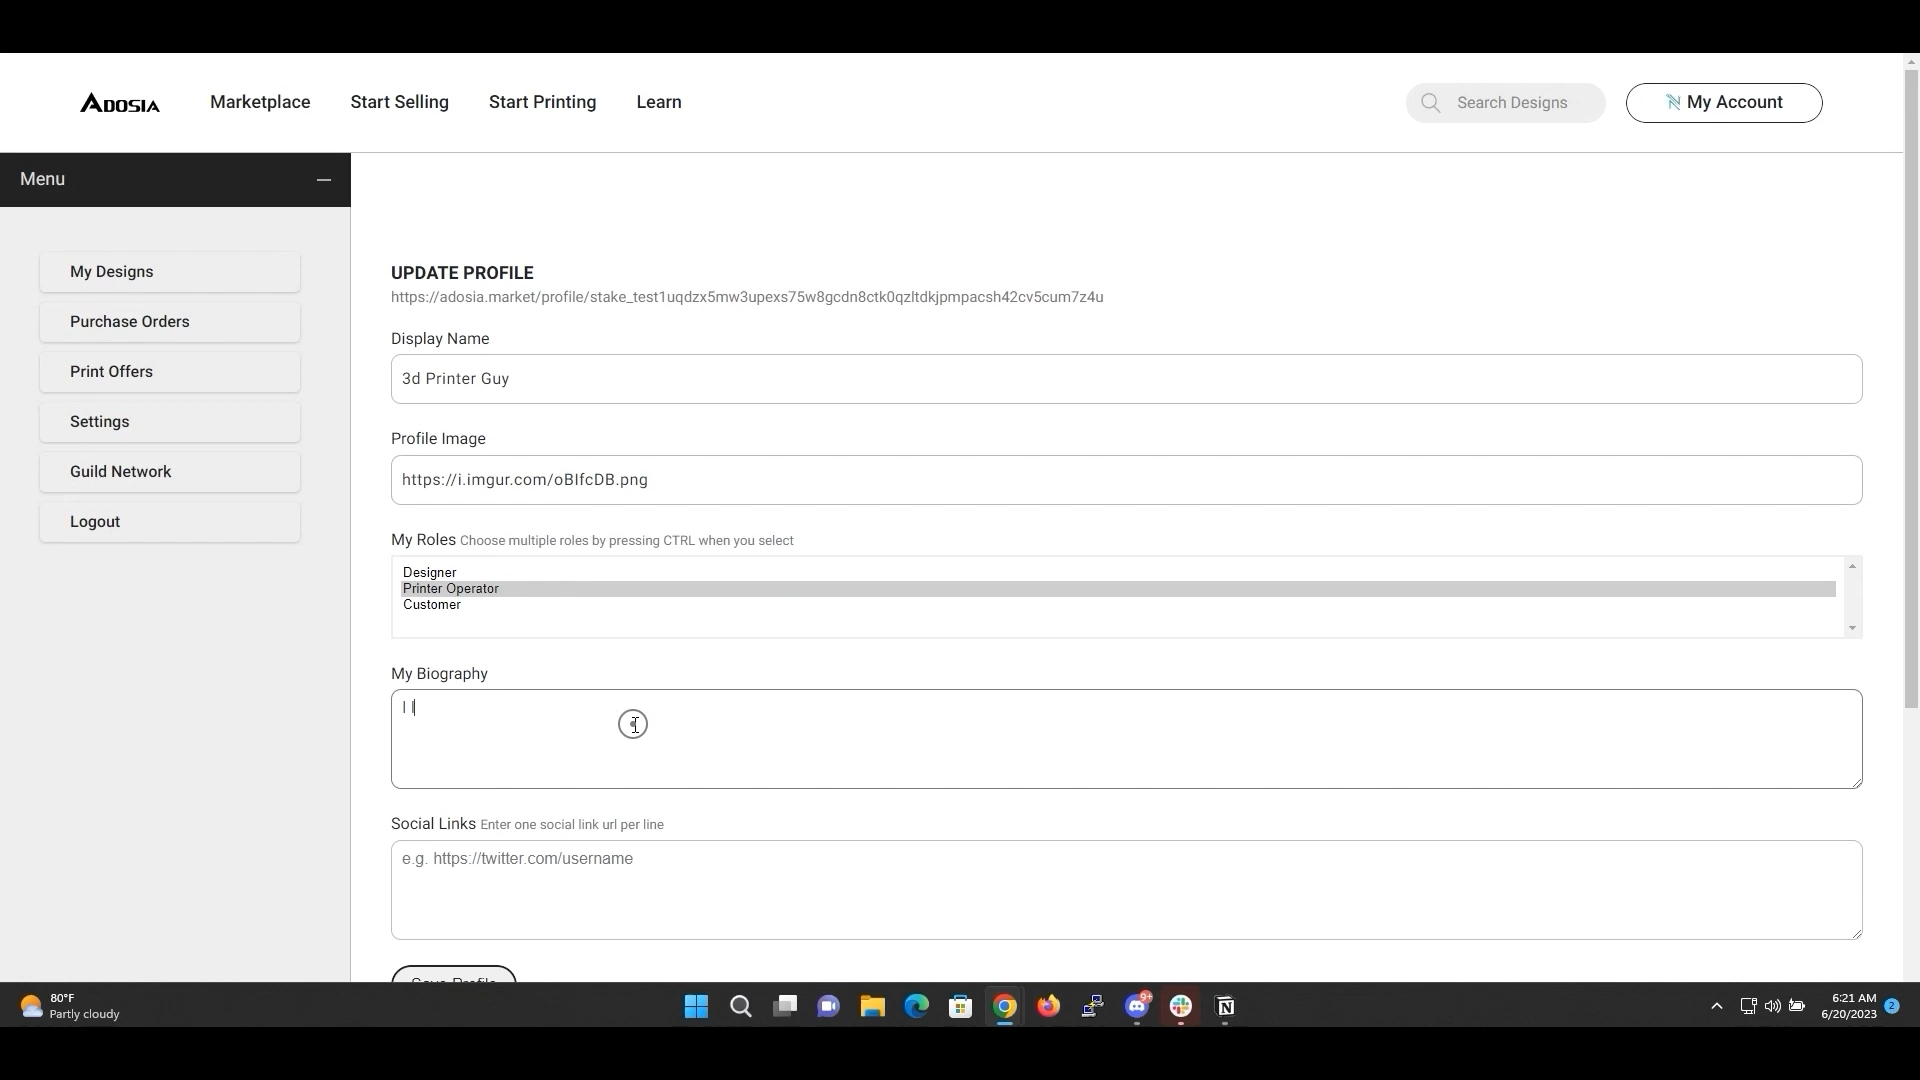 ADOSIA
Marketplace
Start Selling
Start Printing
Learn
Search Designs
My Account
Menu
My Designs
Purchase Orders
Print Offers
Settings
Guild Network
Logout
UPDATE PROFILE
https://adosia.market/profile/stake_test1uqdzx5mw3upexs75w8gcdn8ctk0qzltdkjpmpacsh42cv5cum7z4u
Display Name
3d Printer Guy
Profile Image
https://i.imgur.com/oBIfcDB.png
My Roles Choose multiple roles by pressing CTRL when you select
Designer
Printer Operator
Customer
My Biography
I l
Social Links Enter one social link url per line
e.g. https://twitter.com/username
Save Profile
80°F
Partly cloudy
9+
6:21 AM
6/20/2023
2